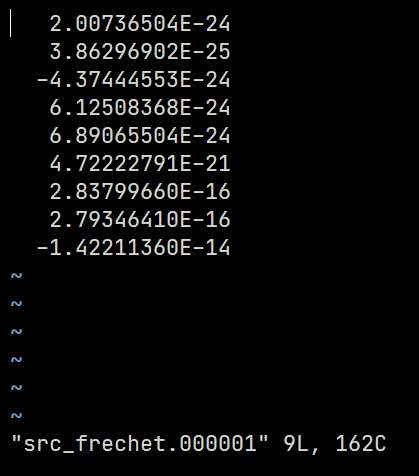 2.00736504E-24
3.86296902E-25
-4.37444553E-24
6.12508368E-24
6.89065504E-24
4.72222791E-21
2.83799660E-16
2.79346410E-16
-1.42211360E-14
~
~
~
~
~
~
"src_frechet.000001" 9L, 162C